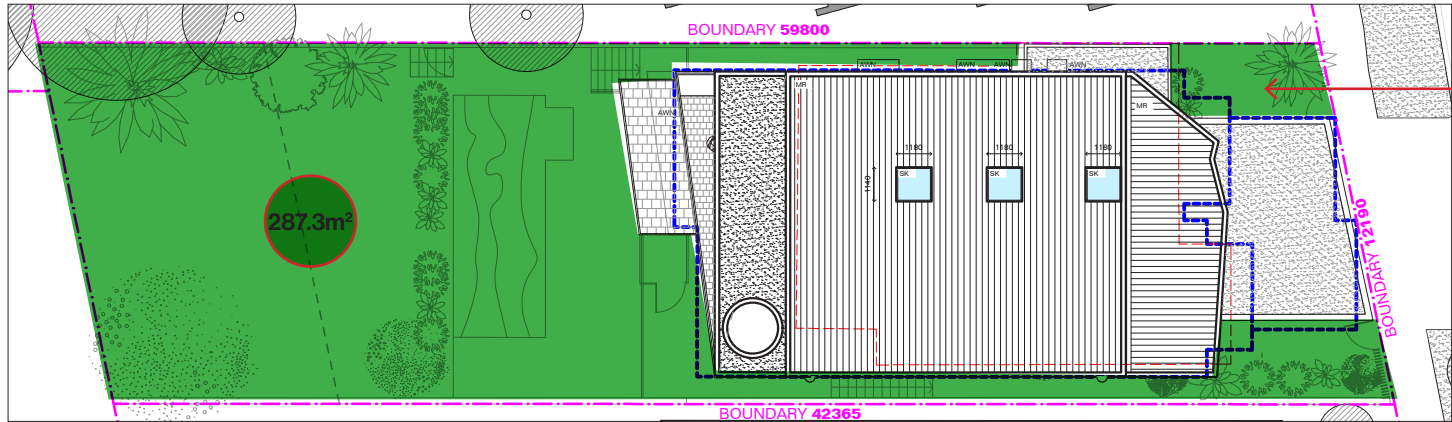 BOUNDARY 59800
AWN AWN AWN AWN
MR
MR
AWN
1180 1180 1180
SK SK SK
1140
287.3m²
BOUNDARY 12190
BOUNDARY 42365